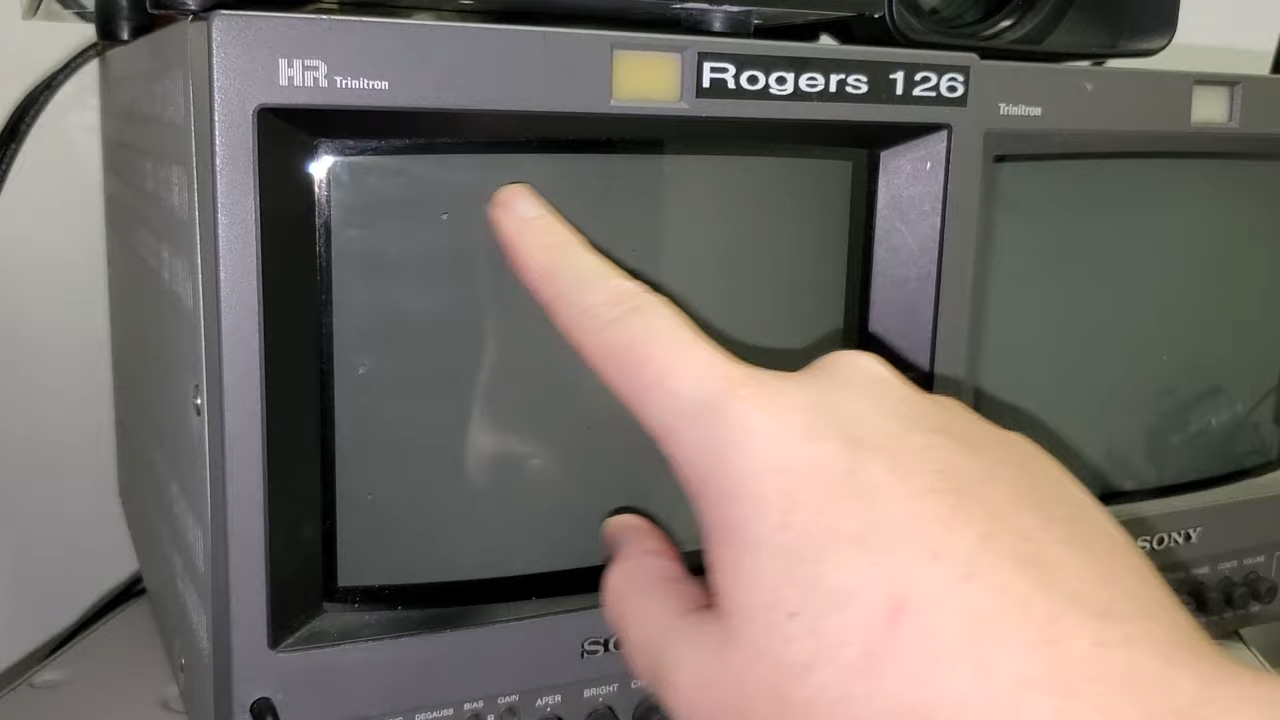 HR Trinitron
Rogers 126
Trinitron
SONY
DEGAUSS
BIAS
GAIN
APER
BRIGHT